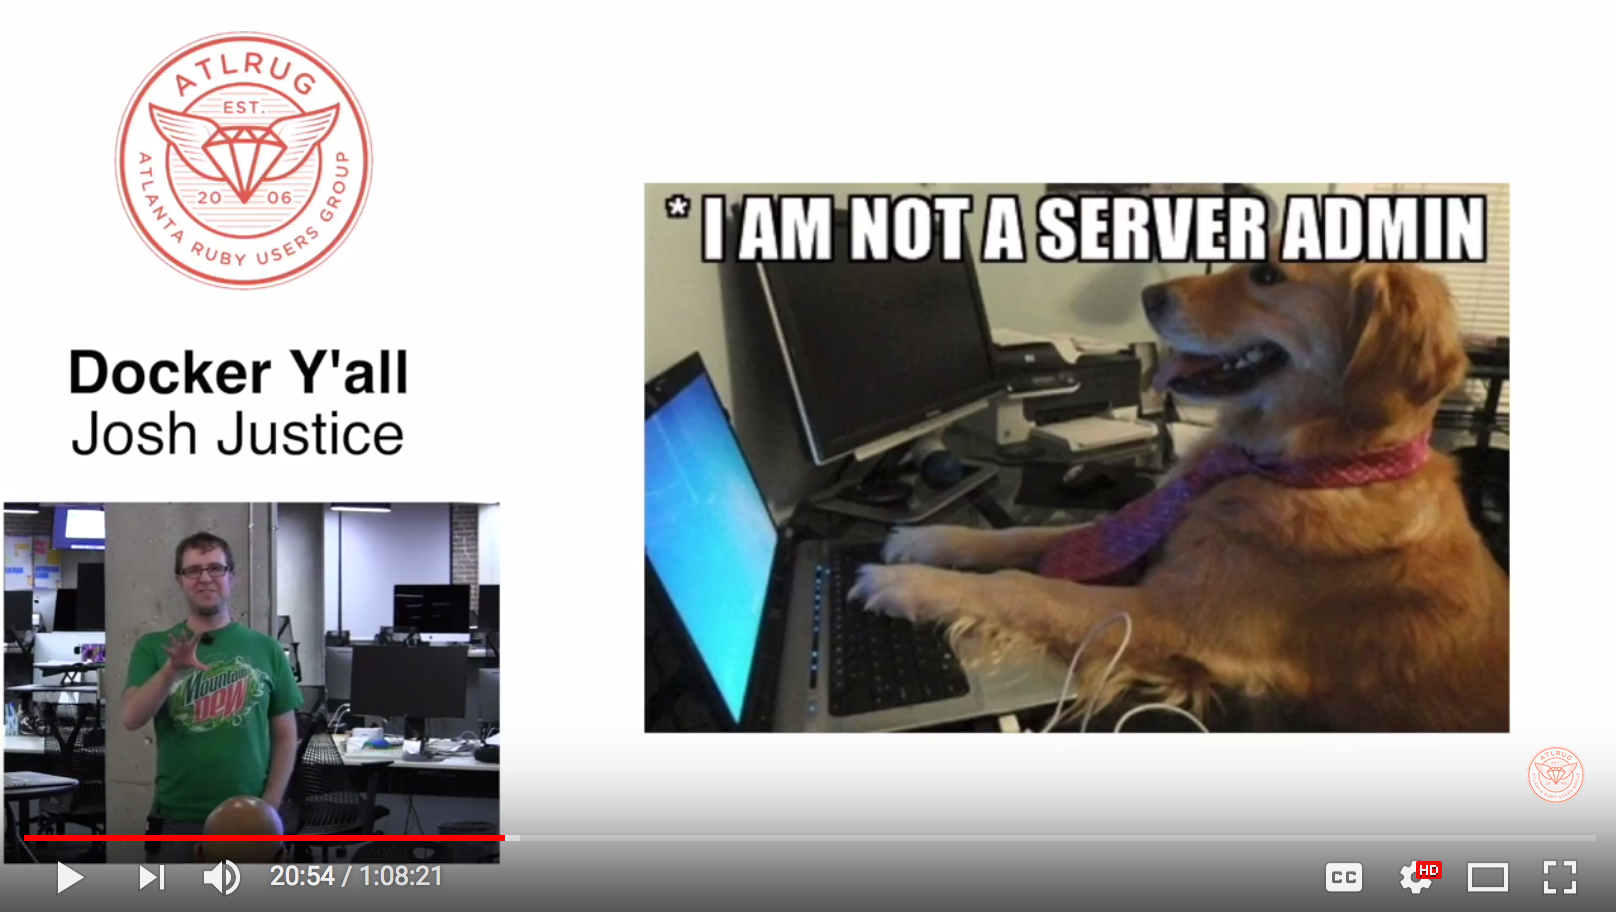 ATLRUG
EST.
20 06
ATLANTA RUBY USERS GROUP
Docker Y'all
Josh Justice
* I AM NOT A SERVER ADMIN
Mountain
DEW
ATLRUG
20:54 / 1:08:21
CC
HD